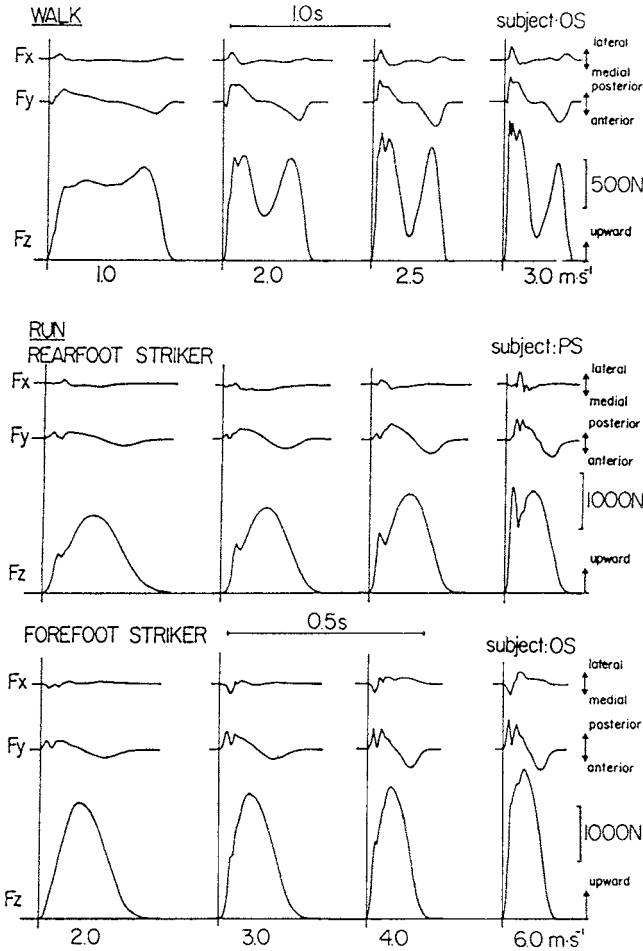 WALK 1.0s subject:OS
Fx lateral
medial
Fy posterior
anterior
500N
Fz upward
1.0 2.0 2.5 3.0 m·s⁻¹
RUN
REARFOOT STRIKER subject:PS
Fx lateral
medial
Fy posterior
anterior
1000N
Fz upward
FOREFOOT STRIKER 0.5s subject:OS
Fx lateral
medial
Fy posterior
anterior
1000N
Fz upward
2.0 3.0 4.0 6.0 m·s⁻¹